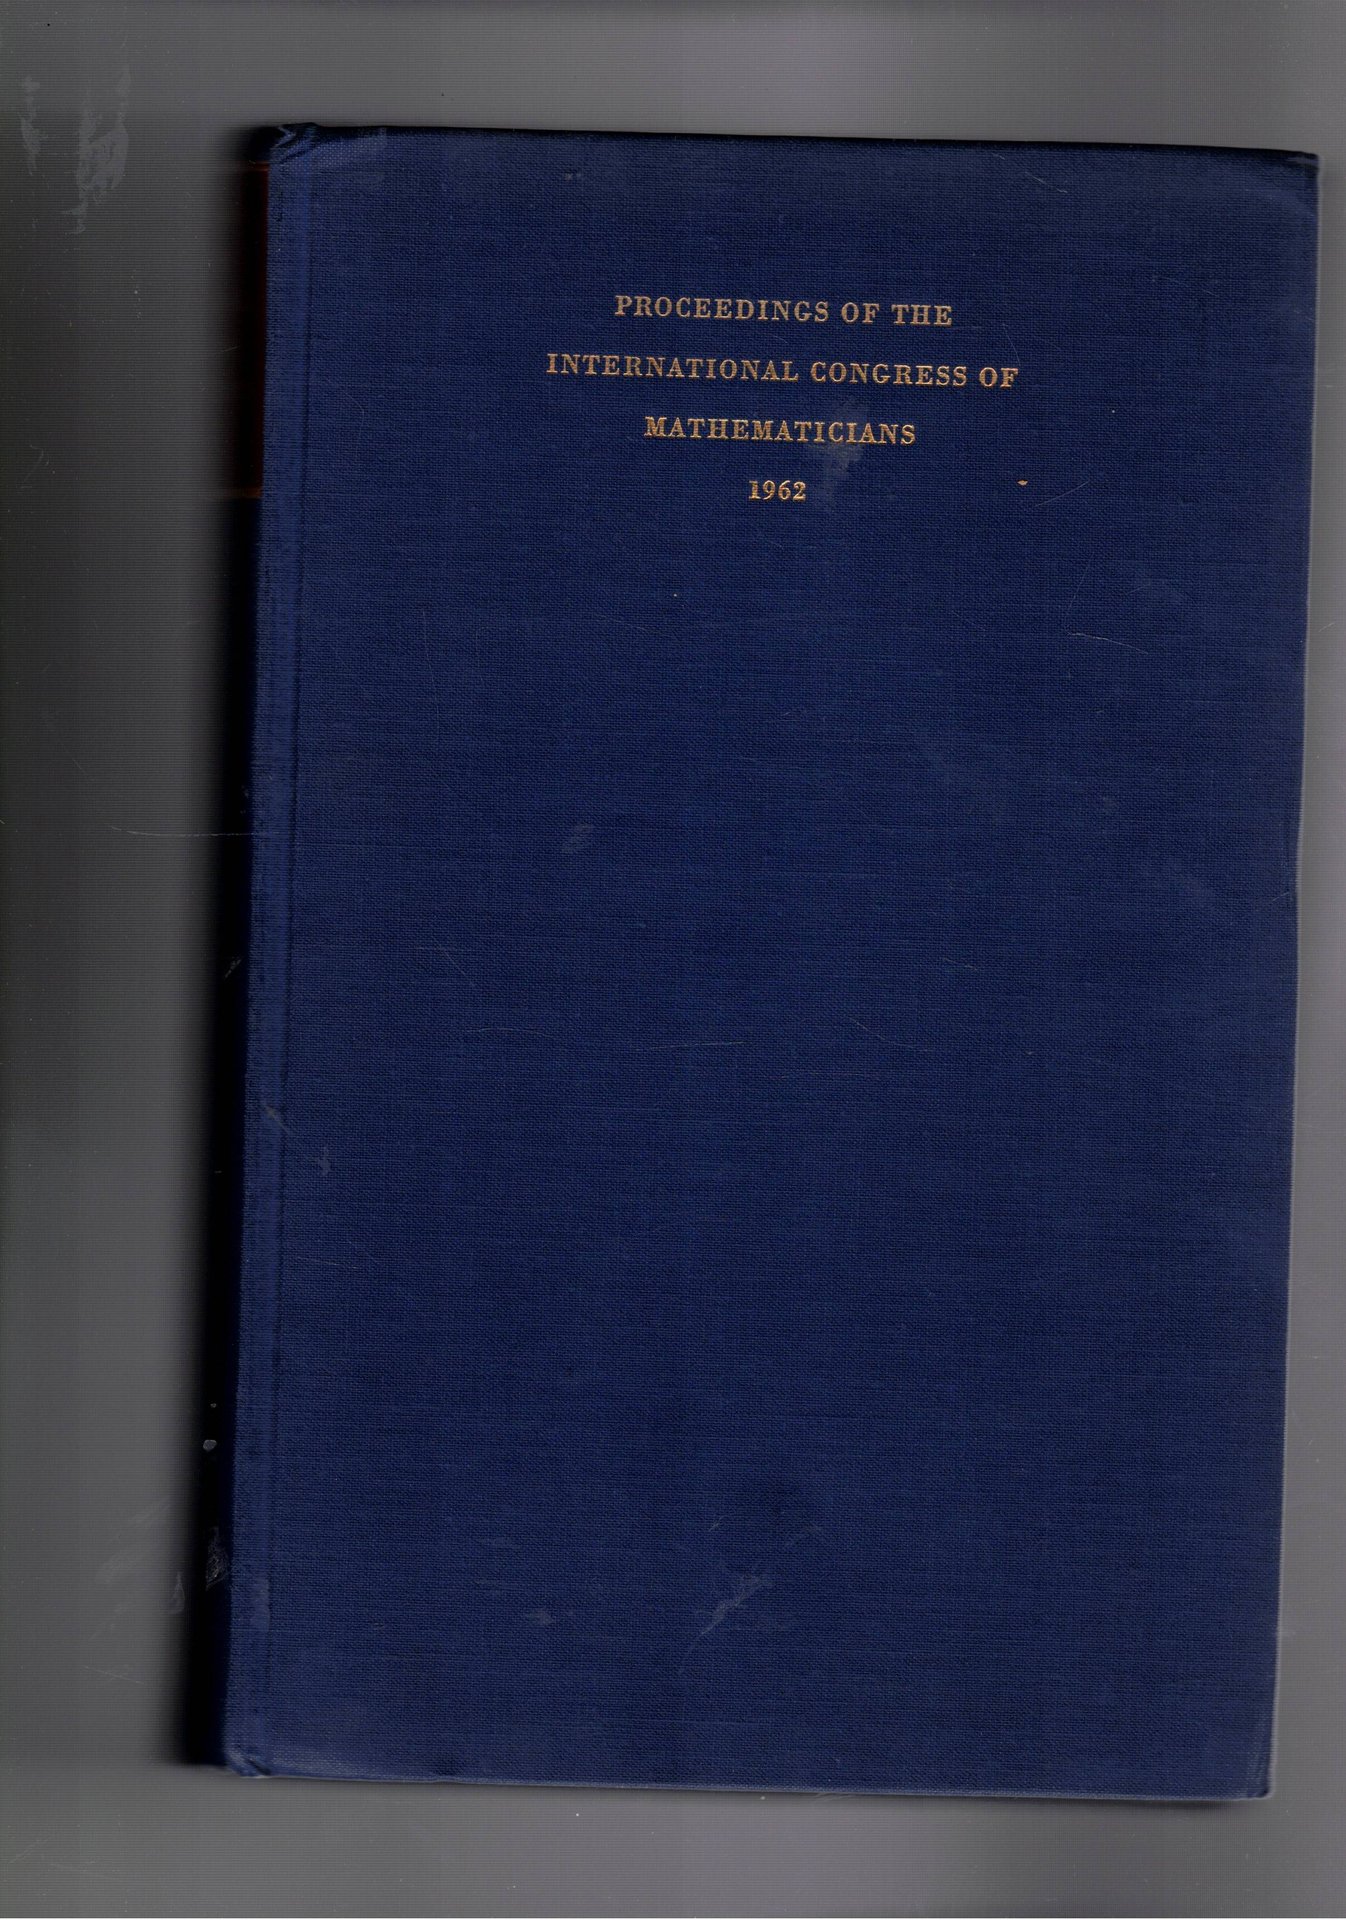 PROCEEDINGS OF THE
INTERNATIONAL CONGRESS OF
MATHEMATICIANS
1962